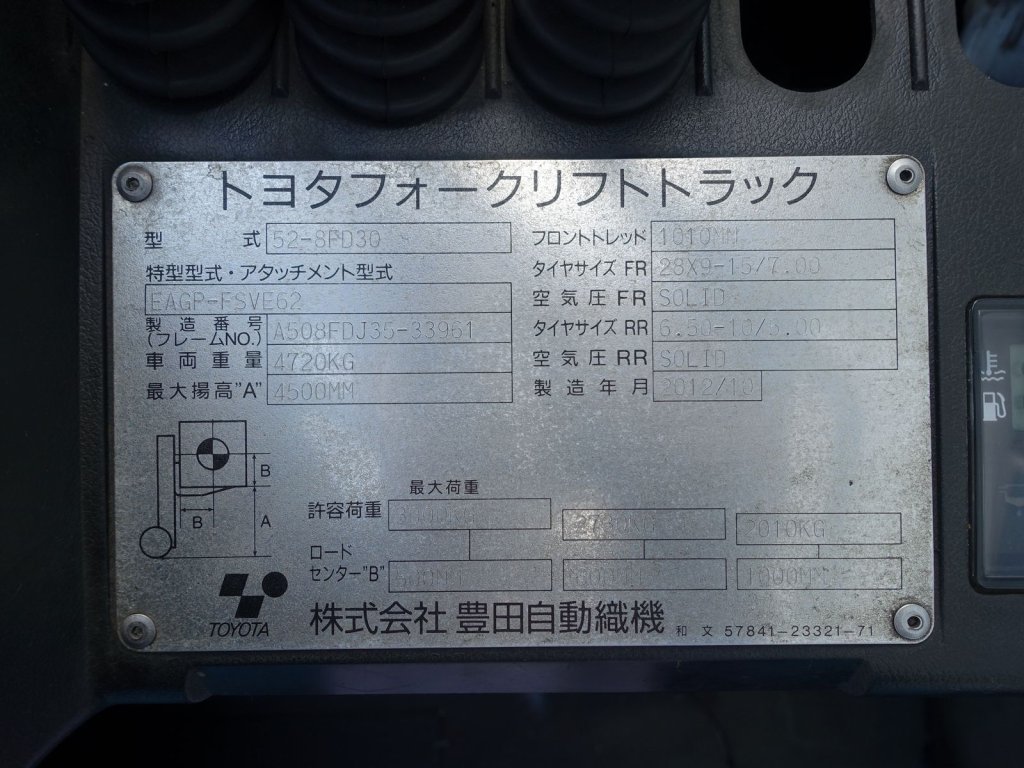 トヨタフォークリフトトラック
型 式 52-8FD30
特型型式・アタッチメント型式
EAGP-FSVE62
製造番号
(フレームNO.) A508FDJ35-33961
車両重量 4720KG
最大揚高"A" 4500MM
フロントトレッド 1010MM
タイヤサイズ FR 28X9-15/7.00
空気圧FR SOLID
タイヤサイズ RR 6.50-10/5.00
空気圧RR SOLID
製造年月 2012/10
B
B
A
最大荷重
許容荷重 2010KG
ロード
センター"B" 1000MM
TOYOTA
株式会社 豊田自動織機
和 文 57841-23321-71